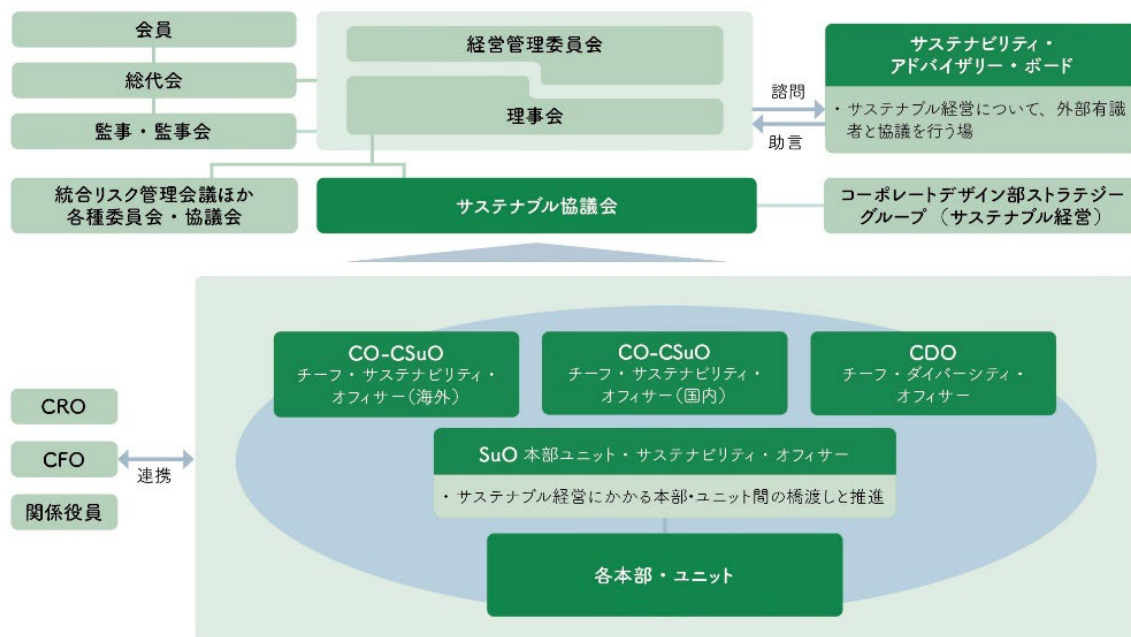 会員
総代会
監事・監事会
経営管理委員会
理事会
諮問
助言
サステナビリティ・
アドバイザリー・ボード
・サステナブル経営について、外部有識
者と協議を行う場
統合リスク管理会議ほか
各種委員会・協議会
サステナブル協議会
コーポレートデザイン部ストラテジー
グループ（サステナブル経営）
CO-CSuO
チーフ・サステナビリティ・
オフィサー(海外)
CO-CSuO
チーフ・サステナビリティ・
オフィサー(国内)
CDO
チーフ・ダイバーシティ・
オフィサー
CRO
CFO
関係役員
連携
SuO 本部ユニット・サステナビリティ・オフィサー
・サステナブル経営にかかる本部・ユニット間の橋渡しと推進
各本部・ユニット